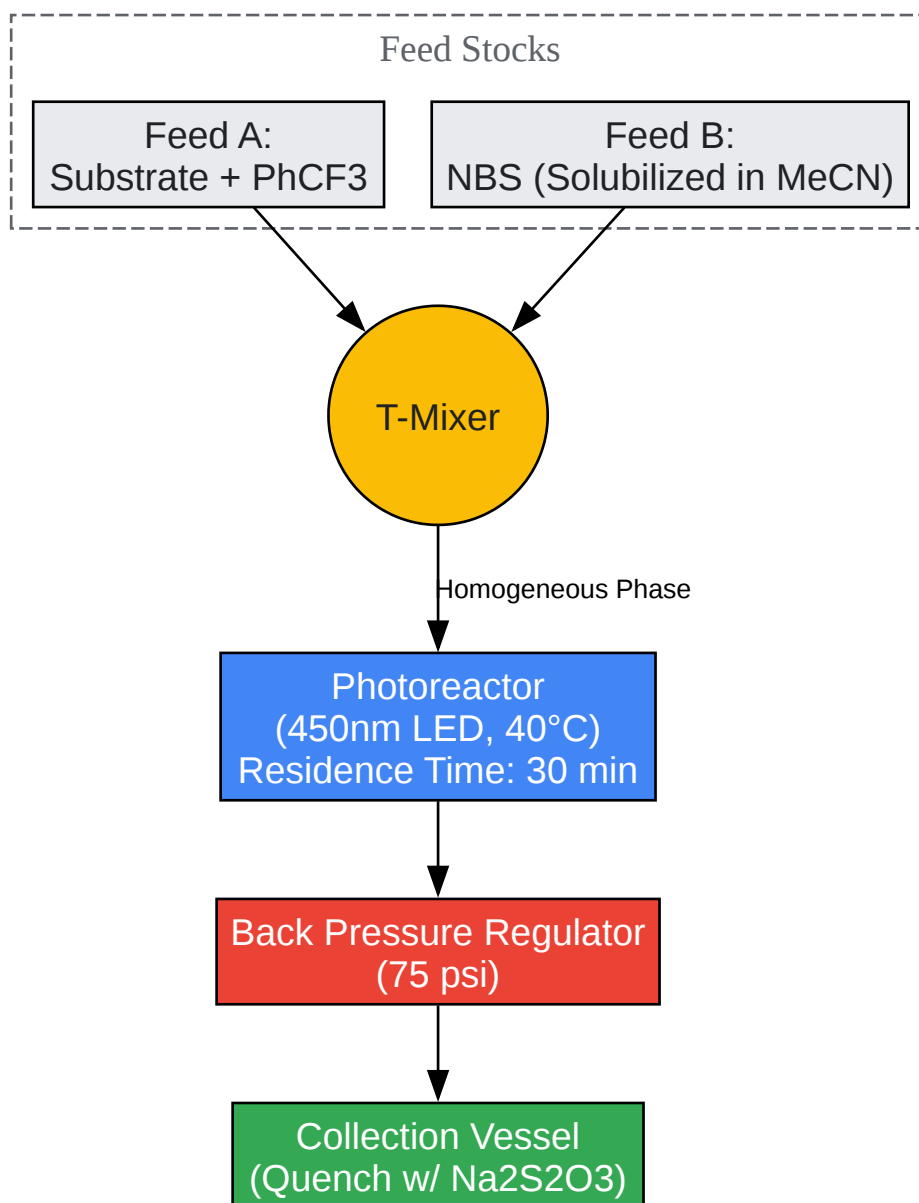 Feed Stocks
Feed A:
Substrate + PhCF3
Feed B:
NBS (Solubilized in MeCN)
T-Mixer
Homogeneous Phase
Photoreactor
(450nm LED, 40°C)
Residence Time: 30 min
Back Pressure Regulator
(75 psi)
Collection Vessel
(Quench w/ Na2S2O3)